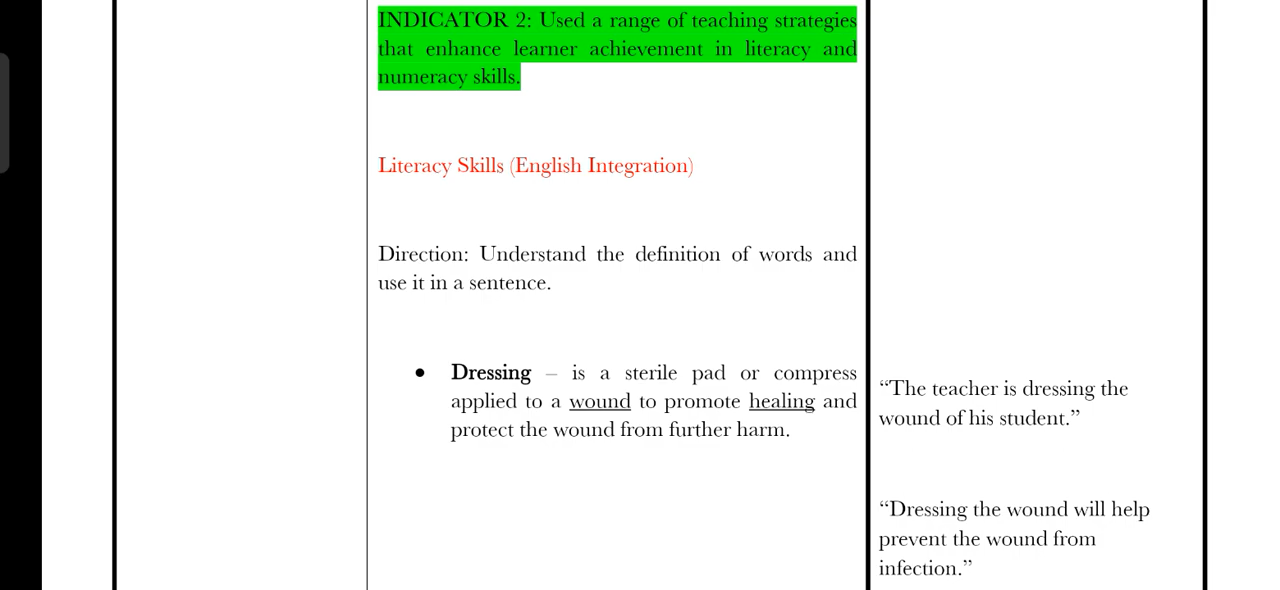 INDICATOR 2: Used a range of teaching strategies
that enhance learner achievement in literacy and
numeracy skills.
Literacy Skills (English Integration)
Direction: Understand the definition of words and
use it in a sentence.
● Dressing – is a sterile pad or compress
applied to a wound to promote healing and
protect the wound from further harm.
“The teacher is dressing the
wound of his student.”
“Dressing the wound will help
prevent the wound from
infection.”